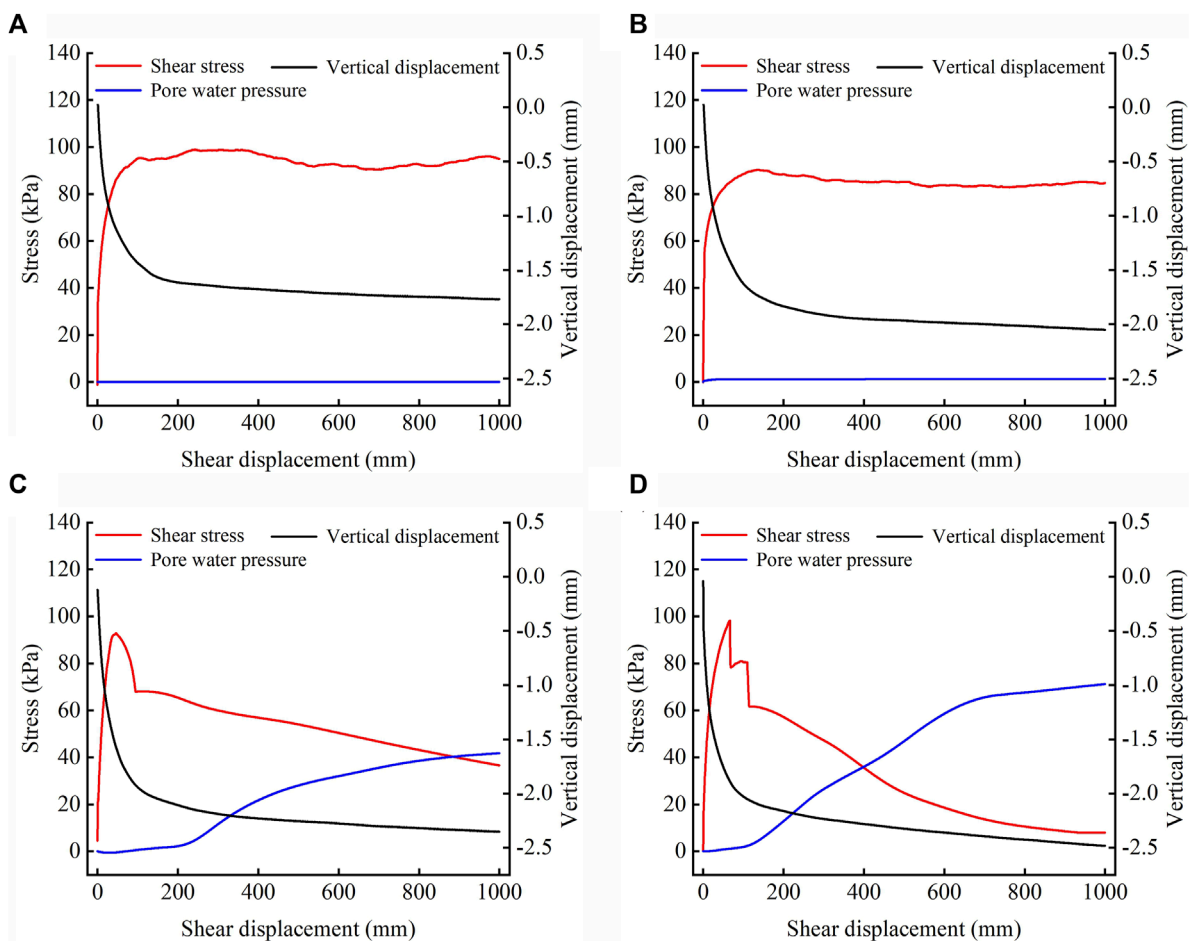 A
B
140
120
100
80
60
40
20
0
Stress (kPa)
Shear stress
Vertical displacement
Pore water pressure
0.5
0.0
-0.5
-1.0
-1.5
-2.0
-2.5
Vertical displacement (mm)
0 200 400 600 800 1000
Shear displacement (mm)
140
120
100
80
60
40
20
0
Stress (kPa)
Shear stress
Vertical displacement
Pore water pressure
0.5
0.0
-0.5
-1.0
-1.5
-2.0
-2.5
Vertical displacement (mm)
0 200 400 600 800 1000
Shear displacement (mm)
C
D
140
120
100
80
60
40
20
0
Stress (kPa)
Shear stress
Vertical displacement
Pore water pressure
0.5
0.0
-0.5
-1.0
-1.5
-2.0
-2.5
Vertical displacement (mm)
0 200 400 600 800 1000
Shear displacement (mm)
140
120
100
80
60
40
20
0
Stress (kPa)
Shear stress
Vertical displacement
Pore water pressure
0.5
0.0
-0.5
-1.0
-1.5
-2.0
-2.5
Vertical displacement (mm)
0 200 400 600 800 1000
Shear displacement (mm)